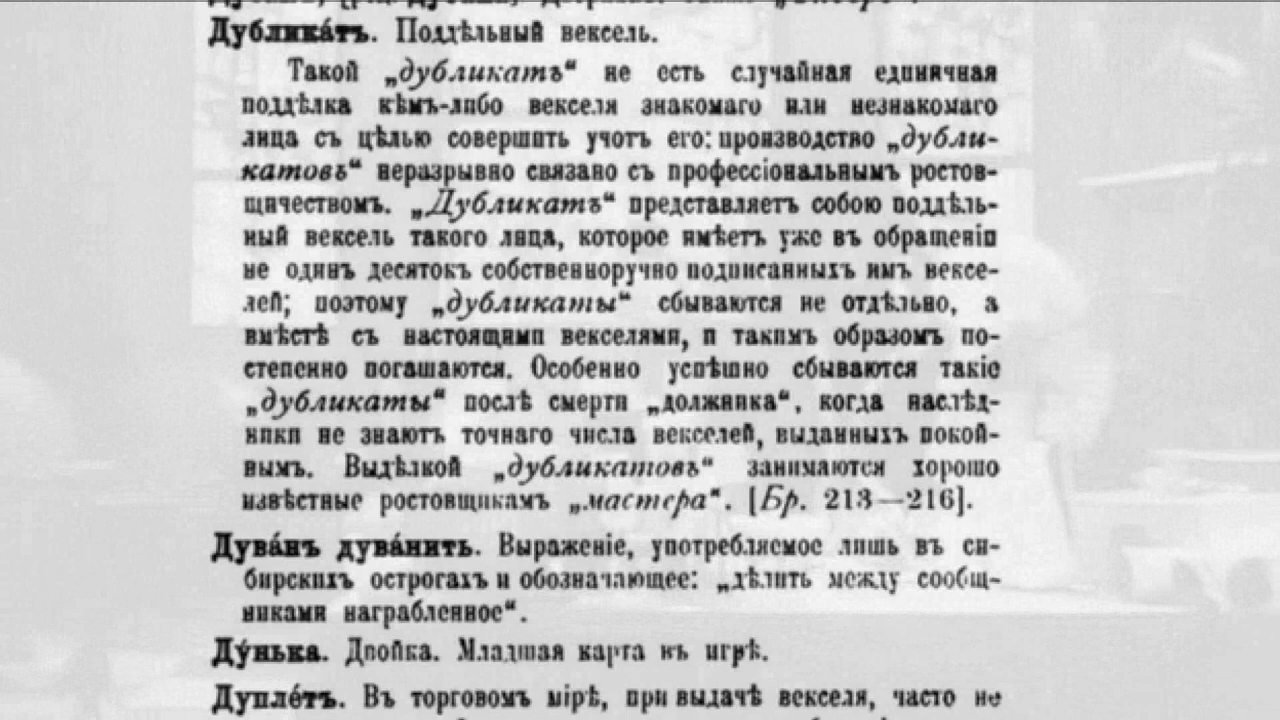 Дублика́тъ. Поддѣльный вексель.
Такой „дубликатъ“ не есть случайная единичная
поддѣлка кѣмъ-либо векселя знакомаго или незнакомаго
лица съ цѣлью совершить учотъ его: производство „дубли-
катовъ“ неразрывно связано съ профессіональнымъ ростов-
щичествомъ. „Дубликатъ“ представляетъ собою поддѣль-
ный вексель такого лица, которое имѣетъ уже въ обращеніи
не одинъ десятокъ собственноручно подписанныхъ имъ вексе-
лей; поэтому „дубликаты“ сбываются не отдѣльно, а
вмѣстѣ съ настоящими векселями, и такимъ образомъ по-
степенно погашаются. Особенно успѣшно сбываются такіе
„дубликаты“ послѣ смерти „должника“, когда наслѣд-
ники не знаютъ точнаго числа векселей, выданныхъ покой-
нымъ. Выдѣлкой „дубликатовъ“ занимаются хорошо
извѣстные ростовщикамъ „мастера“. [Бр. 213—216].
Дува́нъ дува́нить. Выраженіе, употребляемое лишь въ си-
бирскихъ острогахъ и обозначающее: „дѣлить между сообщ-
никами награбленное“.
Ду́нька. Двойка. Младшая карта въ игрѣ.
Дупле́тъ. Въ торговомъ мірѣ, при выдачѣ векселя, часто не